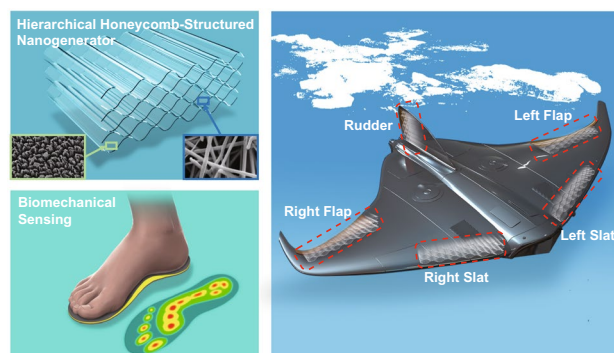 Hierarchical Honeycomb-Structured
Nanogenerator
Biomechanical
Sensing
Left Flap
Rudder
Right Flap
Left Slat
Right Slat